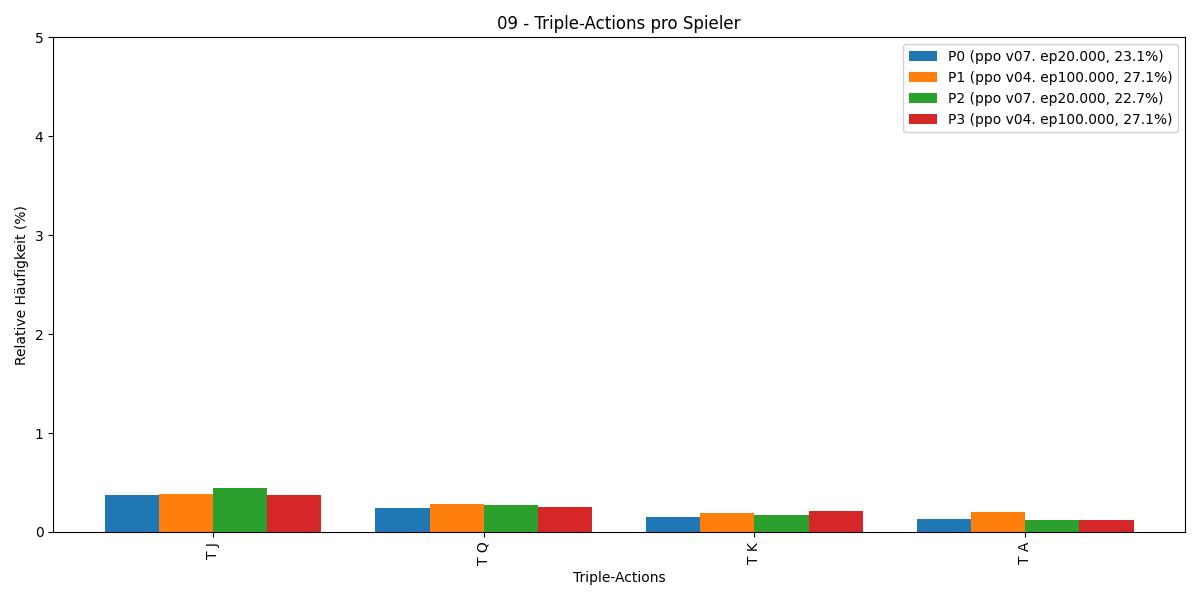 09 - Triple-Actions pro Spieler
P0 (ppo v07. ep20.000, 23.1%)
P1 (ppo v04. ep100.000, 27.1%)
P2 (ppo v07. ep20.000, 22.7%)
P3 (ppo v04. ep100.000, 27.1%)
Relative Häufigkeit (%)
5
4
3
2
1
0
T J
T Q
T K
T A
Triple-Actions